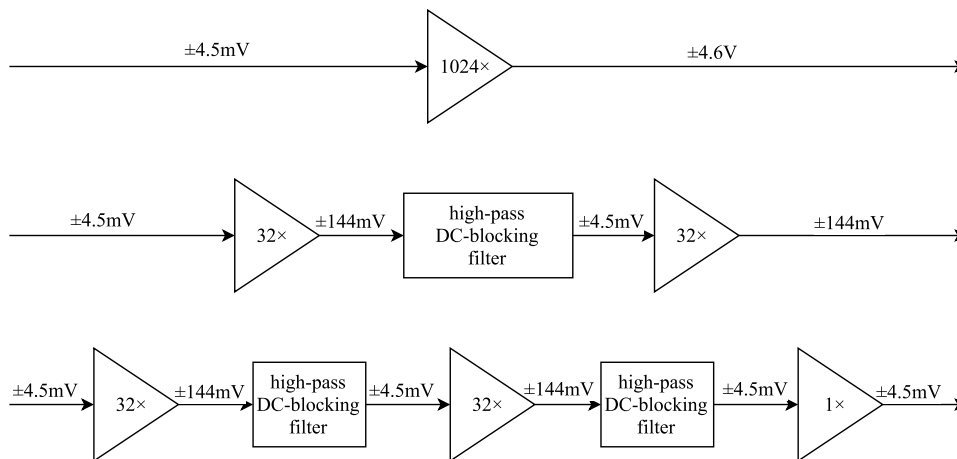 ±4.5mV
1024×
±4.6V
±4.5mV
32×
±144mV
high-pass
DC-blocking
filter
±4.5mV
32×
±144mV
±4.5mV
32×
±144mV
high-pass
DC-blocking
filter
±4.5mV
32×
±144mV
high-pass
DC-blocking
filter
±4.5mV
1×
±4.5mV